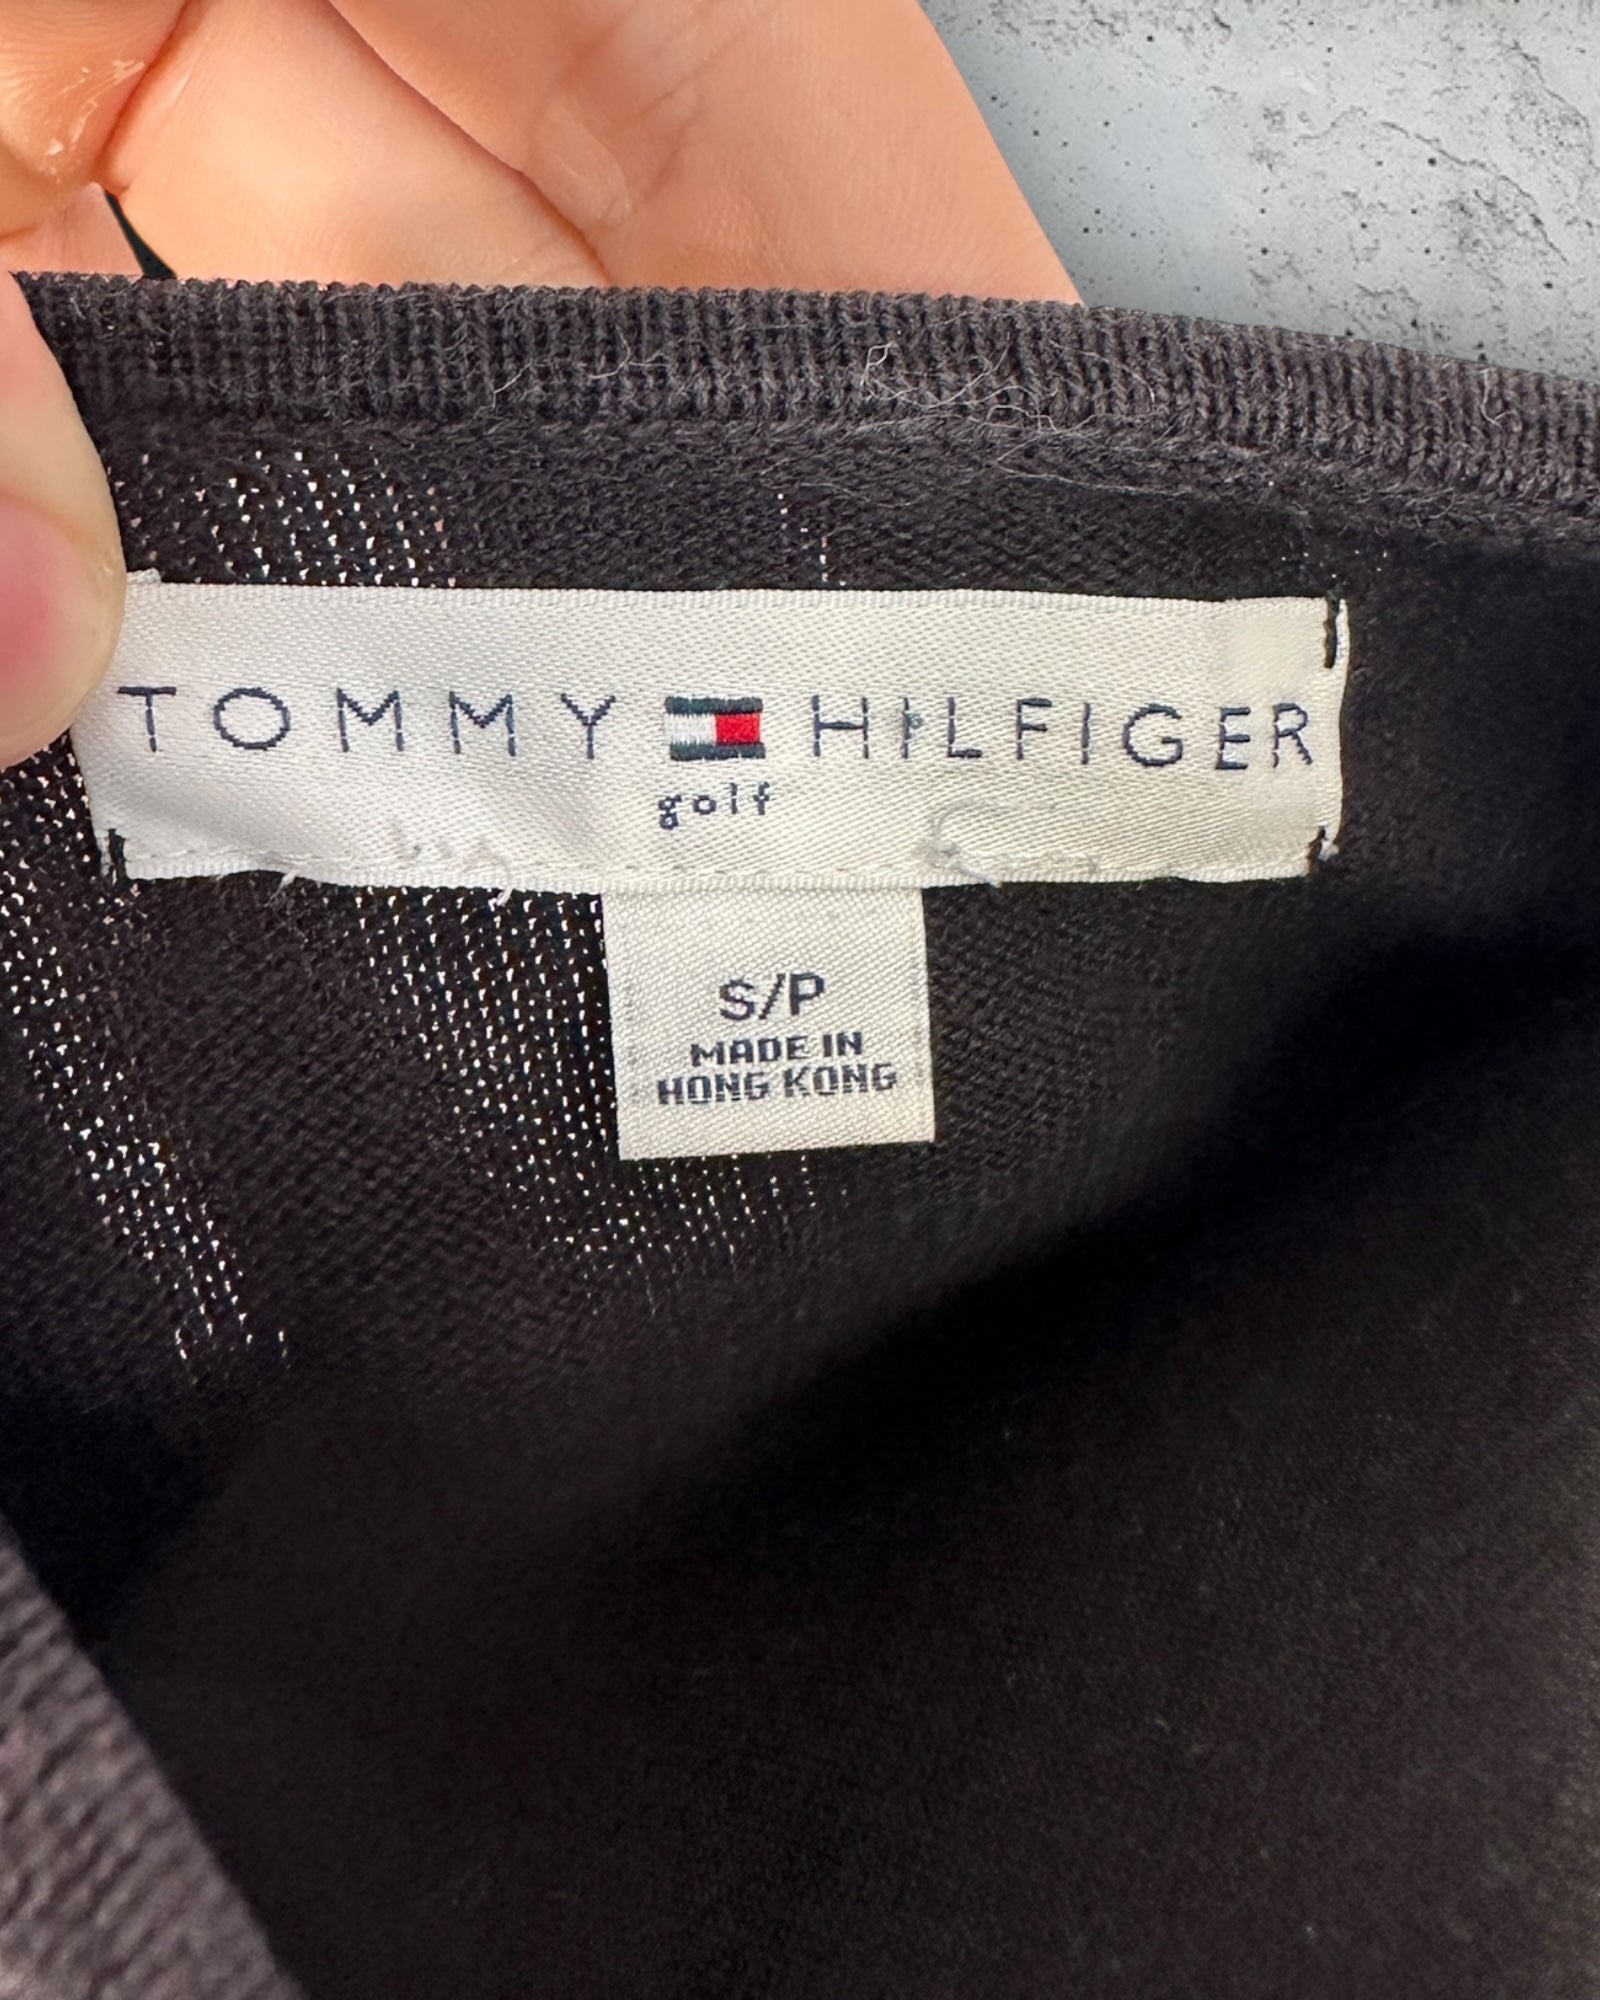 TOMMY HILFIGER
golf
S/P
MADE IN
HONG KONG